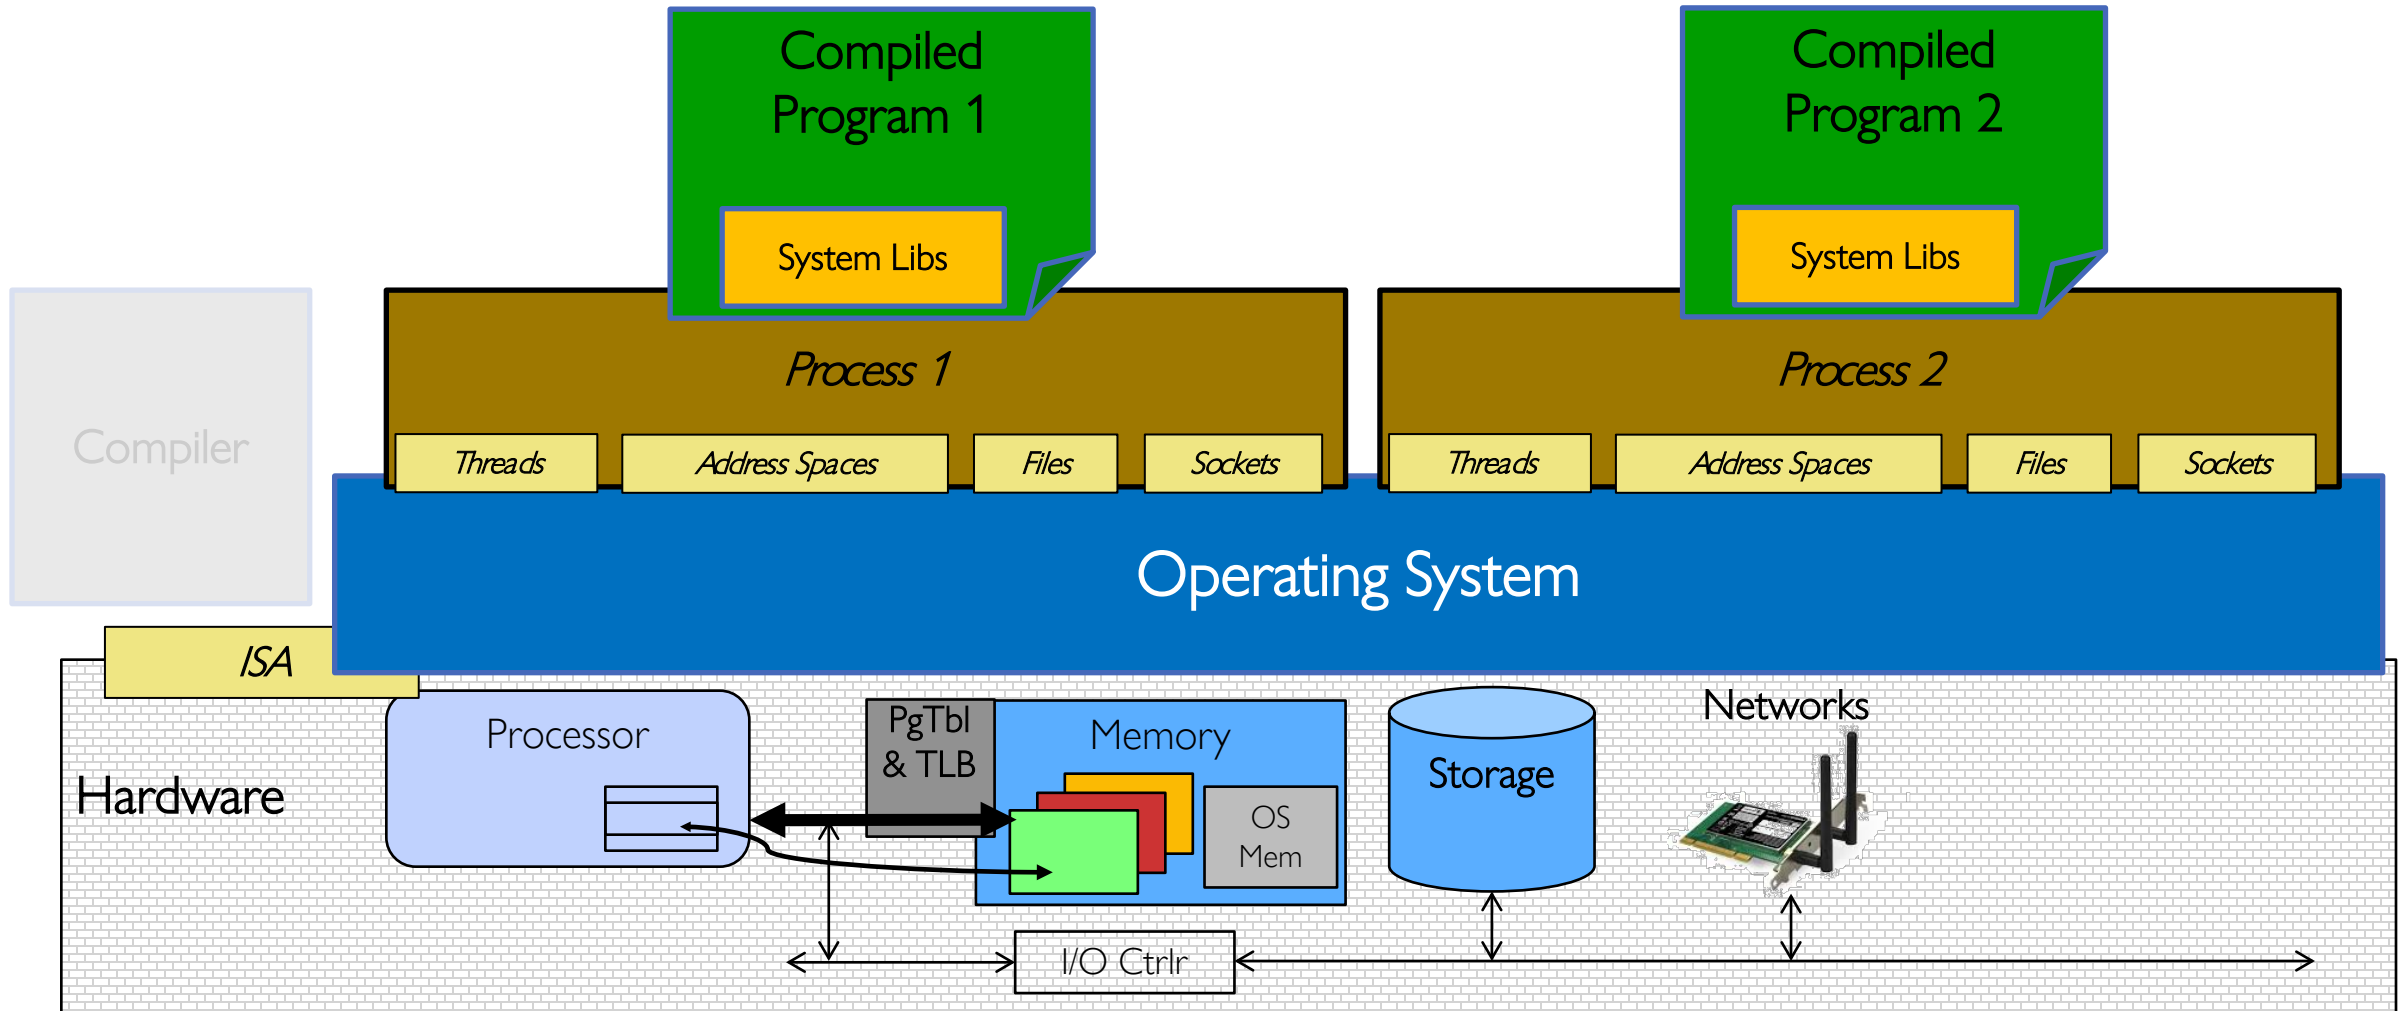 Compiled
Program 1
System Libs
Compiled
Program 2
System Libs
Compiler
Process 1
Threads
Address Spaces
Files
Sockets
Process 2
Threads
Address Spaces
Files
Sockets
Operating System
ISA
Hardware
Processor
PgTbl
& TLB
Memory
OS
Mem
Storage
Networks
I/O Ctrlr